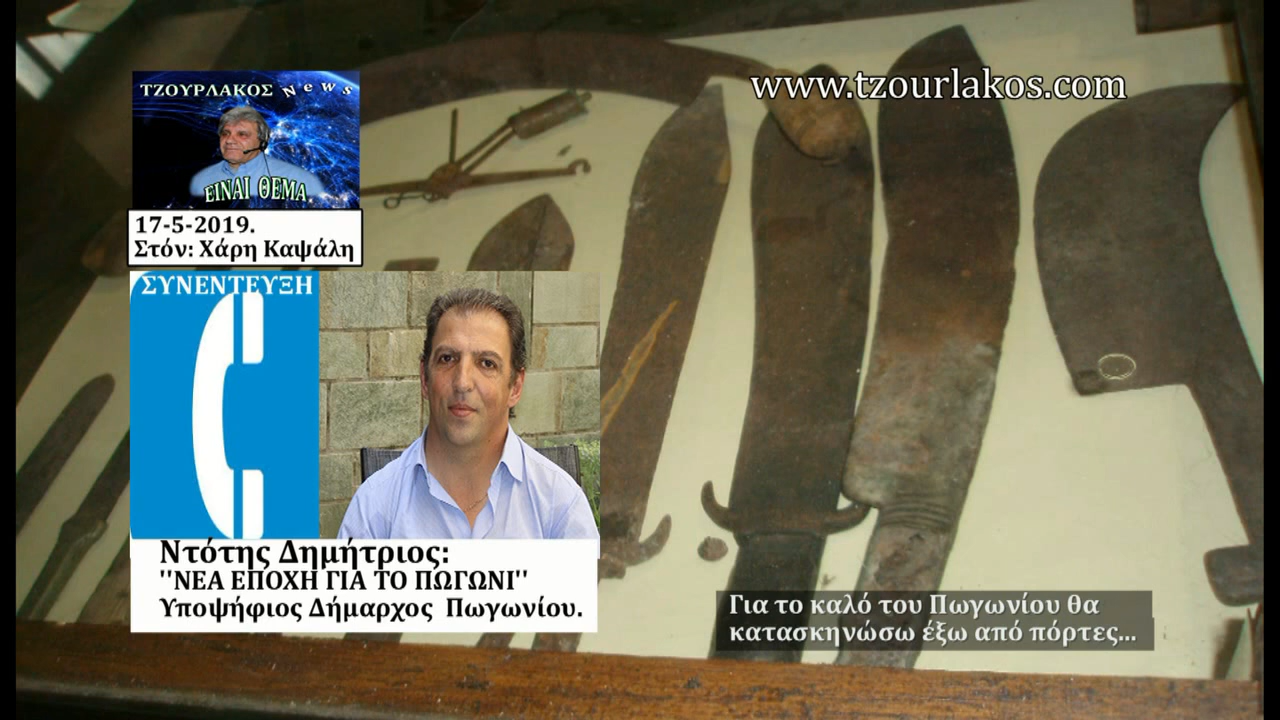 ΤΖΟΥΡΛΑΚΟΣ News
ΕΙΝΑΙ ΘΕΜΑ
17-5-2019.
Στόν: Χάρη Καψάλη
ΣΥΝΕΝΤΕΥΞΗ
Ντότης Δημήτριος:
''ΝΕΑ ΕΠΟΧΗ ΓΙΑ ΤΟ ΠΩΓΩΝΙ''
Υποψήφιος Δήμαρχος Πωγωνίου.
www.tzourlakos.com
Για το καλό του Πωγωνίου θα
κατασκηνώσω έξω από πόρτες...